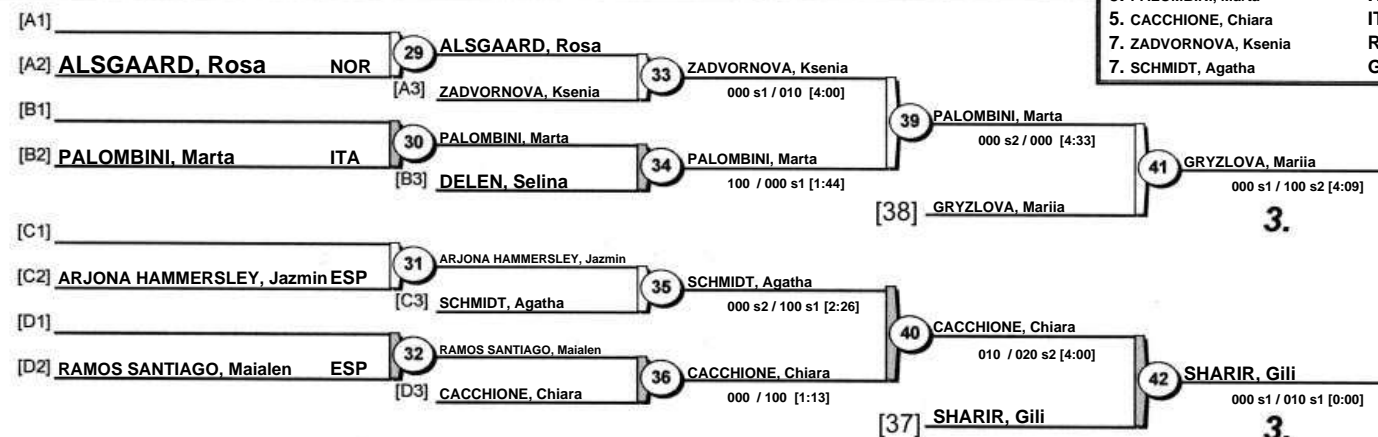 5. CACCHIONE, Chiara
7. ZADVORNOVA, Ksenia R
7. SCHMIDT, Agatha
[A1]
[A2] ALSGAARD, Rosa NOR
29 ALSGAARD, Rosa
[A3] ZADVORNOVA, Ksenia
33 ZADVORNOVA, Ksenia
000 s1 / 010 [4:00]
[B1]
[B2] PALOMBINI, Marta ITA
30 PALOMBINI, Marta
[B3] DELEN, Selina
34 PALOMBINI, Marta
100 / 000 s1 [1:44]
39 PALOMBINI, Marta
000 s2 / 000 [4:33]
[38] GRYZLOVA, Mariia
41 GRYZLOVA, Mariia
000 s1 / 100 s2 [4:09]
3.
[C1]
[C2] ARJONA HAMMERSLEY, Jazmin ESP
31 ARJONA HAMMERSLEY, Jazmin
[C3] SCHMIDT, Agatha
35 SCHMIDT, Agatha
000 s2 / 100 s1 [2:26]
[D1]
[D2] RAMOS SANTIAGO, Maialen ESP
32 RAMOS SANTIAGO, Maialen
[D3] CACCHIONE, Chiara
36 CACCHIONE, Chiara
000 / 100 [1:13]
40 CACCHIONE, Chiara
010 / 020 s2 [4:00]
[37] SHARIR, Gili
42 SHARIR, Gili
000 s1 / 010 s1 [0:00]
3.